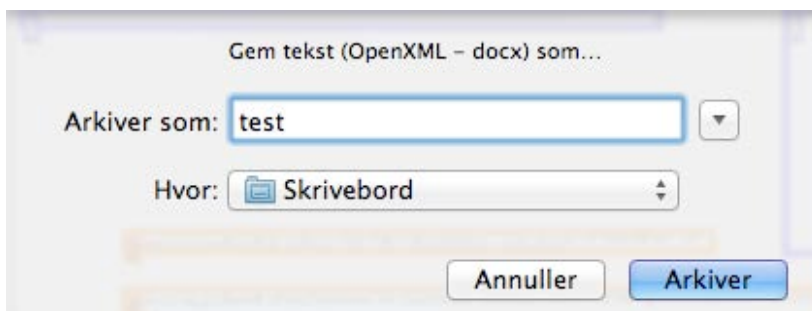 Gem tekst (OpenXML – docx) som...
Arkiver som: test
Hvor: Skrivebord
Annuller Arkiver